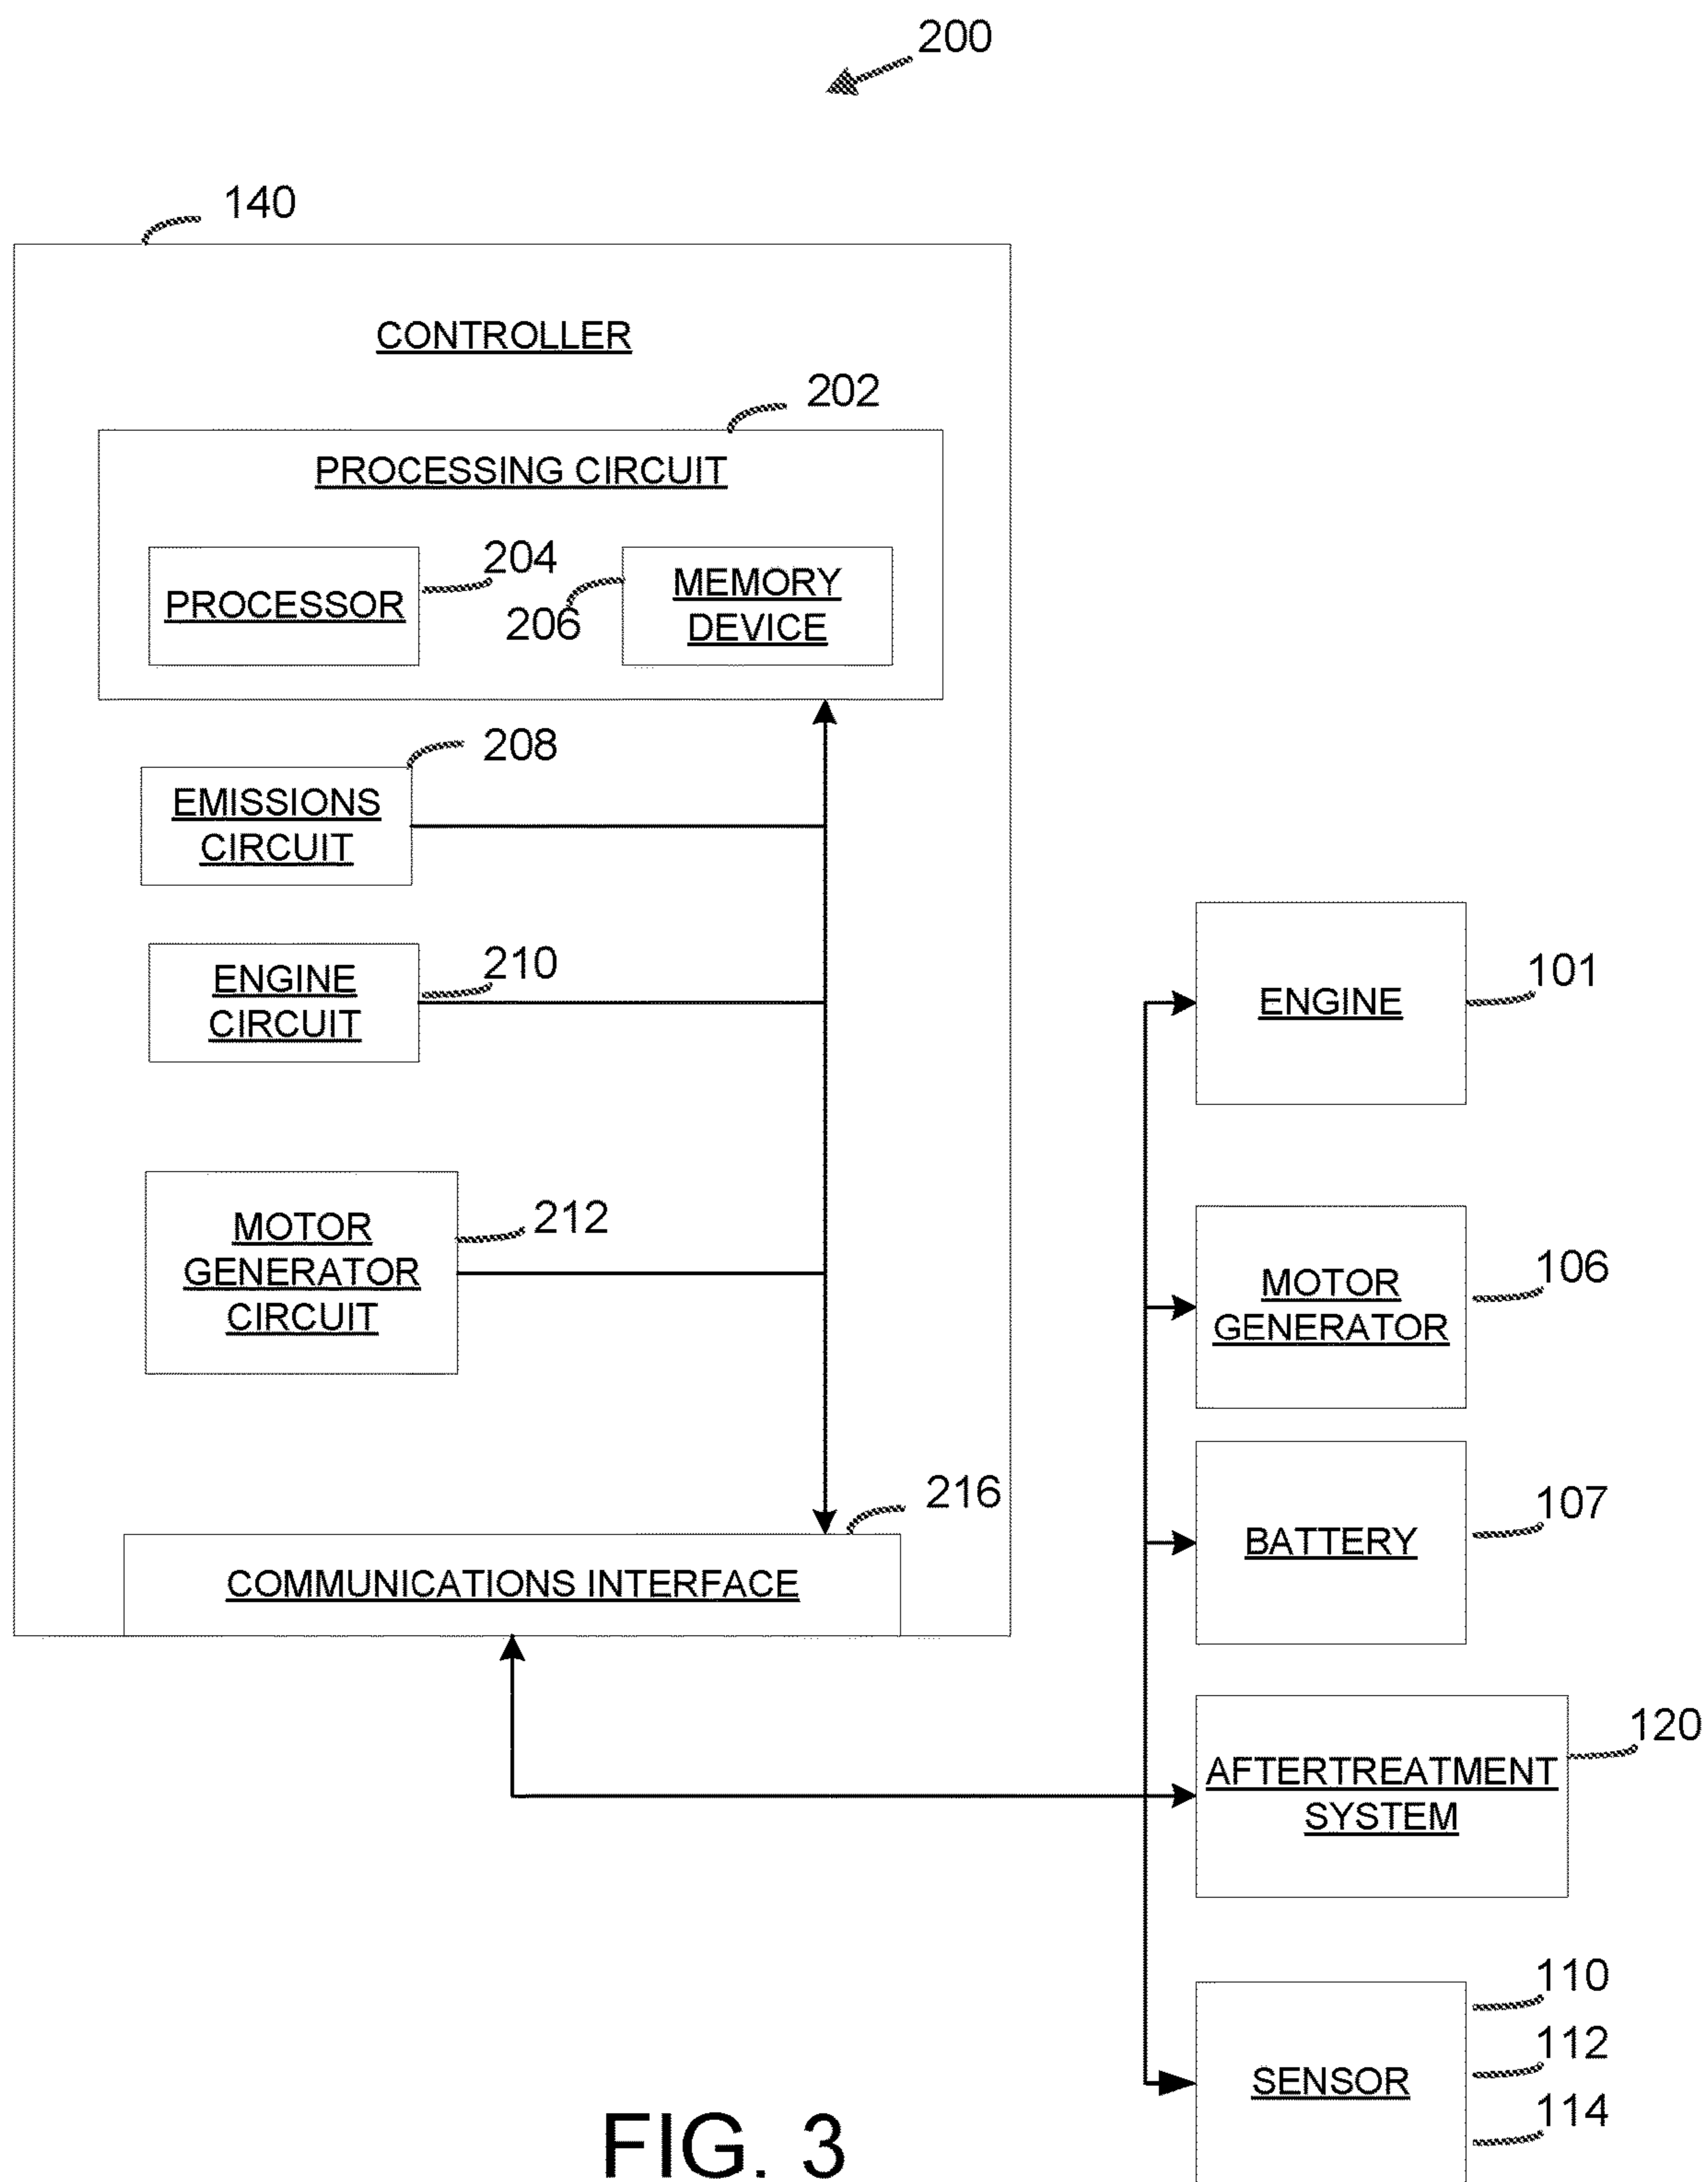 200
140
CONTROLLER
202
PROCESSING CIRCUIT
204
PROCESSOR
206
MEMORY
DEVICE
208
EMISSIONS
CIRCUIT
210
ENGINE
CIRCUIT
212
MOTOR
GENERATOR
CIRCUIT
216
COMMUNICATIONS INTERFACE
ENGINE
101
MOTOR
GENERATOR
106
BATTERY
107
AFTERTREATMENT
SYSTEM
120
SENSOR
110
112
114
FIG. 3